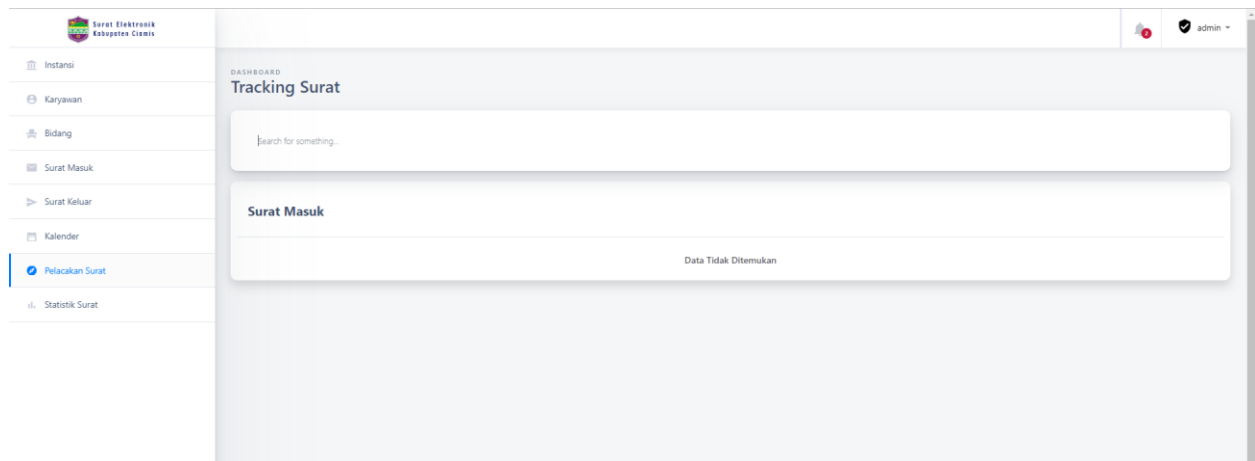 Surat Elektronik
Kabupaten Ciamis
2
admin
Instansi
Karyawan
Bidang
Surat Masuk
Surat Keluar
Kalender
Pelacakan Surat
Statistik Surat
DASHBOARD
Tracking Surat
Search for something...
Surat Masuk
Data Tidak Ditemukan